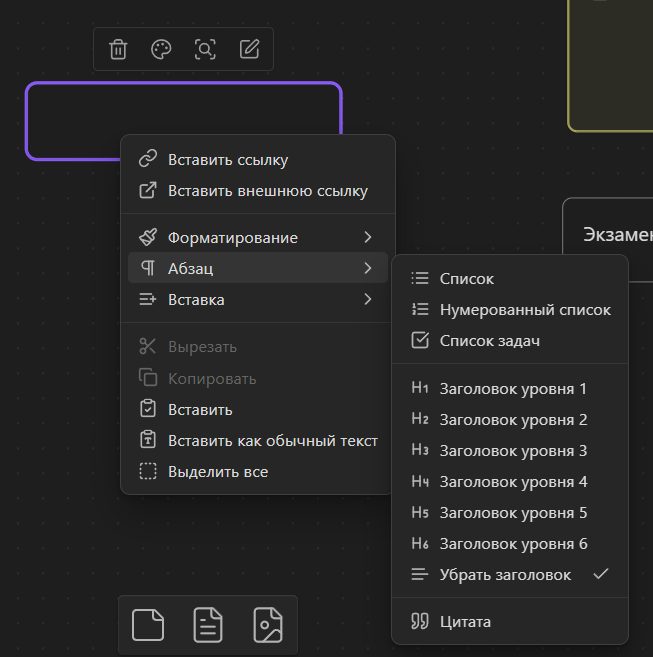 Вставить ссылку
Вставить внешнюю ссылку
Форматирование
Абзац
Вставка
Вырезать
Копировать
Вставить
Вставить как обычный текст
Выделить все
Список
Нумерованный список
Список задач
H1 Заголовок уровня 1
H2 Заголовок уровня 2
H3 Заголовок уровня 3
H4 Заголовок уровня 4
H5 Заголовок уровня 5
H6 Заголовок уровня 6
Убрать заголовок
Цитата